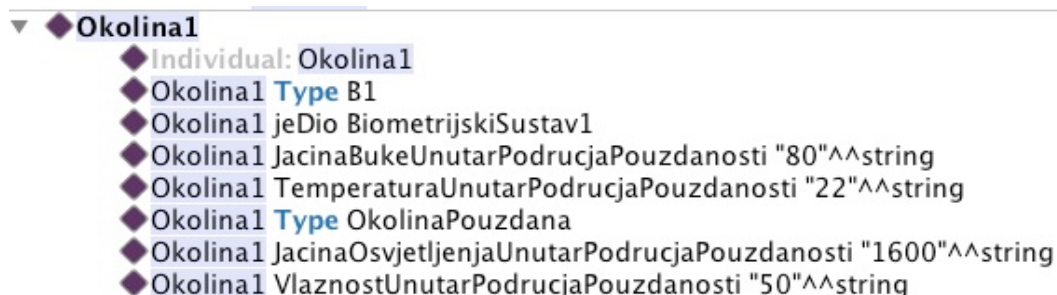 Okolina1
Individual: Okolina1
Okolina1 Type B1
Okolina1 jeDio BiometrijskiSustav1
Okolina1 JacinaBukeUnutarPodrucjaPouzdanosti "80"^^string
Okolina1 TemperaturaUnutarPodrucjaPouzdanosti "22"^^string
Okolina1 Type OkolinaPouzdana
Okolina1 JacinaOsvjetljenjaUnutarPodrucjaPouzdanosti "1600"^^string
Okolina1 VlaznostUnutarPodrucjaPouzdanosti "50"^^string